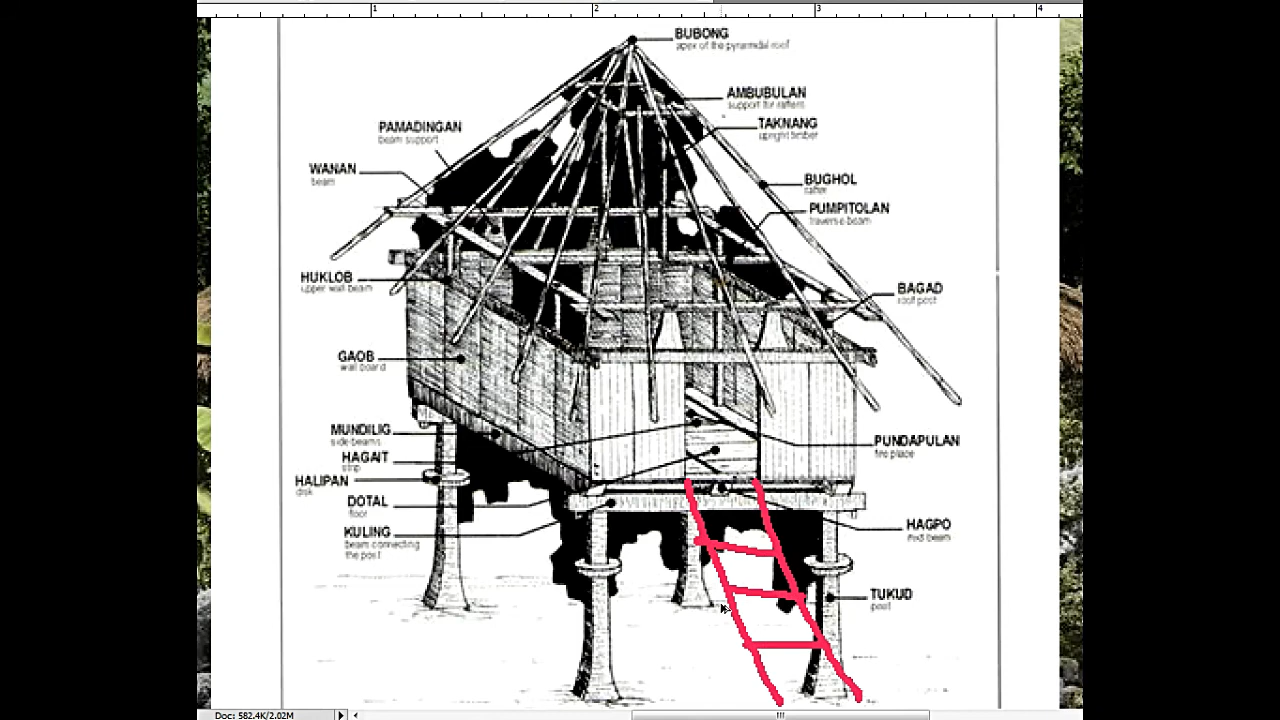 1 2 3 4
BUBONG
apex of the pyramidal roof
AMBUBULAN
support for rafters
TAKNANG
upright timber
PAMADINGAN
beam support
WANAN
beam
BUGHOL
rafter
PUMPITOLAN
traverse beam
HUKLOB
upper wall beam
BAGAD
roof post
GAOB
wall board
MUNDILIG
side beams
PUNDAPULAN
fire place
HAGAIT
strip
HALIPAN
disk
DOTAL
floor
KULING
beam connecting
the post
HAGPO
beam
TUKUD
post
Doc: 582.4K/2.02M